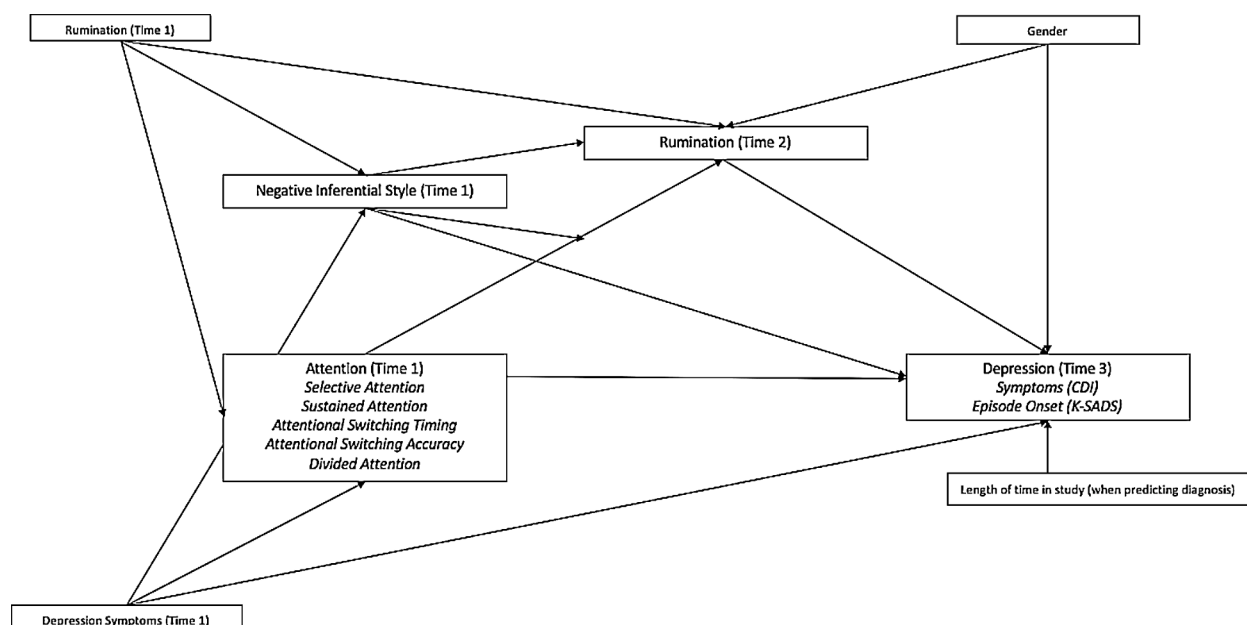 Rumination (Time 1)
Gender
Rumination (Time 2)
Negative Inferential Style (Time 1)
Attention (Time 1)
Selective Attention
Sustained Attention
Attentional Switching Timing
Attentional Switching Accuracy
Divided Attention
Depression (Time 3)
Symptoms (CDI)
Episode Onset (K-SADS)
Length of time in study (when predicting diagnosis)
Depression Symptoms (Time 1)